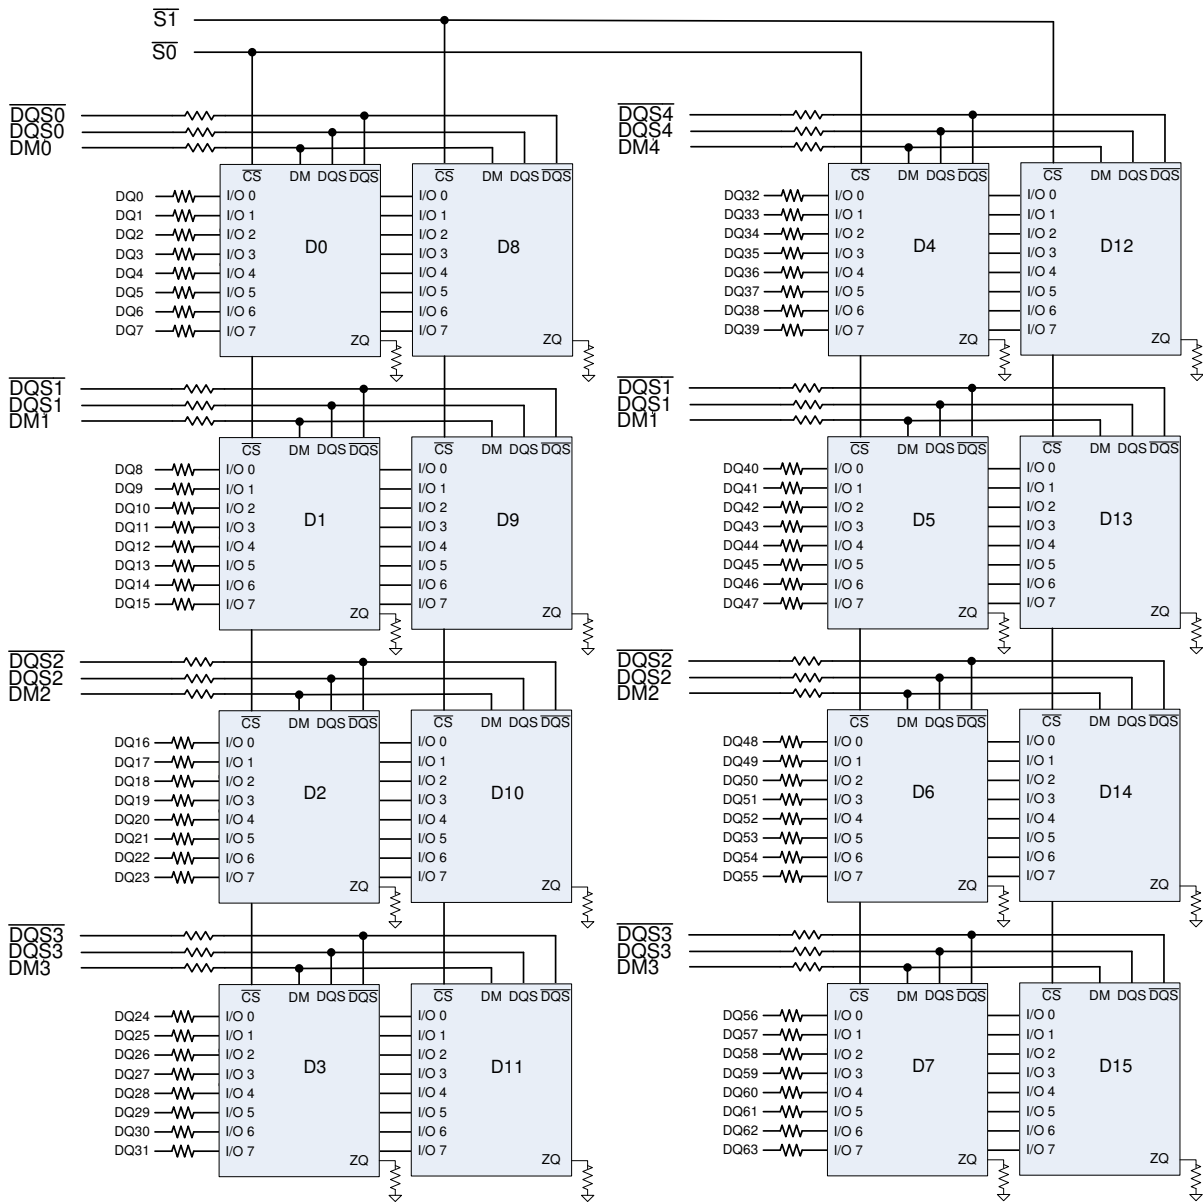 S1
S0
DQS0
DQS0
DM0
CS DM DQS DQS CS DM DQS DQS
DQ0 I/O 0 I/O 0
DQ1 I/O 1 I/O 1
DQ2 I/O 2 I/O 2
D0 D8
DQ3 I/O 3 I/O 3
DQ4 I/O 4 I/O 4
DQ5 I/O 5 I/O 5
DQ6 I/O 6 I/O 6
DQ7 I/O 7 I/O 7
ZQ
DQS1
DQS1
DM1
CS DM DQS DQS CS DM DQS DQS
DQ8 I/O 0 I/O 0
DQ9 I/O 1 I/O 1
DQ10 I/O 2 I/O 2
D1 D9
DQ11 I/O 3 I/O 3
DQ12 I/O 4 I/O 4
DQ13 I/O 5 I/O 5
DQ14 I/O 6 I/O 6
DQ15 I/O 7 I/O 7
ZQ
DQS2
DQS2
DM2
CS DM DQS DQS CS DM DQS DQS
DQ16 I/O 0 I/O 0
DQ17 I/O 1 I/O 1
DQ18 I/O 2 I/O 2
D2 D10
DQ19 I/O 3 I/O 3
DQ20 I/O 4 I/O 4
DQ21 I/O 5 I/O 5
DQ22 I/O 6 I/O 6
DQ23 I/O 7 I/O 7
ZQ
DQS3
DQS3
DM3
CS DM DQS DQS CS DM DQS DQS
DQ24 I/O 0 I/O 0
DQ25 I/O 1 I/O 1
DQ26 I/O 2 I/O 2
D3 D11
DQ27 I/O 3 I/O 3
DQ28 I/O 4 I/O 4
DQ29 I/O 5 I/O 5
DQ30 I/O 6 I/O 6
DQ31 I/O 7 I/O 7
ZQ
DQS4
DQS4
DM4
CS DM DQS DQS CS DM DQS DQS
DQ32 I/O 0 I/O 0
DQ33 I/O 1 I/O 1
DQ34 I/O 2 I/O 2
D4 D12
DQ35 I/O 3 I/O 3
DQ36 I/O 4 I/O 4
DQ37 I/O 5 I/O 5
DQ38 I/O 6 I/O 6
DQ39 I/O 7 I/O 7
ZQ ZQ
DQS1
DQS1
DM1
CS DM DQS DQS CS DM DQS DQS
DQ40 I/O 0 I/O 0
DQ41 I/O 1 I/O 1
DQ42 I/O 2 I/O 2
D5 D13
DQ43 I/O 3 I/O 3
DQ44 I/O 4 I/O 4
DQ45 I/O 5 I/O 5
DQ46 I/O 6 I/O 6
DQ47 I/O 7 I/O 7
ZQ ZQ
DQS2
DQS2
DM2
CS DM DQS DQS CS DM DQS DQS
DQ48 I/O 0 I/O 0
DQ49 I/O 1 I/O 1
DQ50 I/O 2 I/O 2
D6 D14
DQ51 I/O 3 I/O 3
DQ52 I/O 4 I/O 4
DQ53 I/O 5 I/O 5
DQ54 I/O 6 I/O 6
DQ55 I/O 7 I/O 7
ZQ ZQ
DQS3
DQS3
DM3
CS DM DQS DQS CS DM DQS DQS
DQ56 I/O 0 I/O 0
DQ57 I/O 1 I/O 1
DQ58 I/O 2 I/O 2
D7 D15
DQ59 I/O 3 I/O 3
DQ60 I/O 4 I/O 4
DQ61 I/O 5 I/O 5
DQ62 I/O 6 I/O 6
DQ63 I/O 7 I/O 7
ZQ ZQ